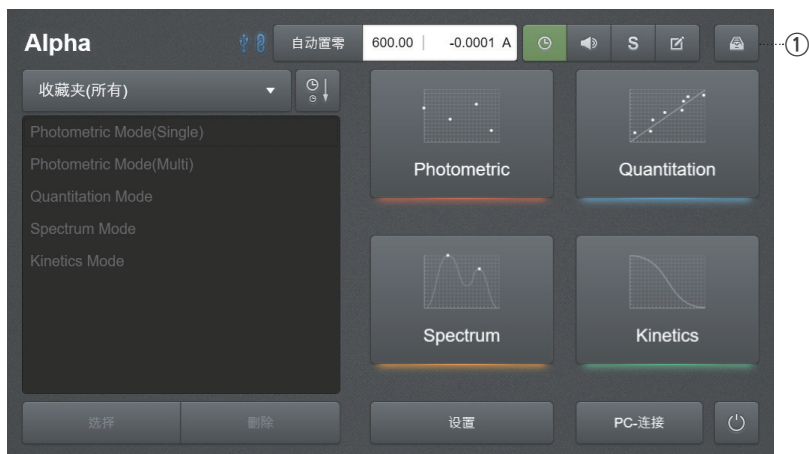 Alpha
自动置零
600.00 | -0.0001 A
S
①
收藏夹(所有)
Photometric Mode(Single)
Photometric Mode(Multi)
Quantitation Mode
Spectrum Mode
Kinetics Mode
选择
删除
Photometric
Quantitation
Spectrum
Kinetics
设置
PC-连接